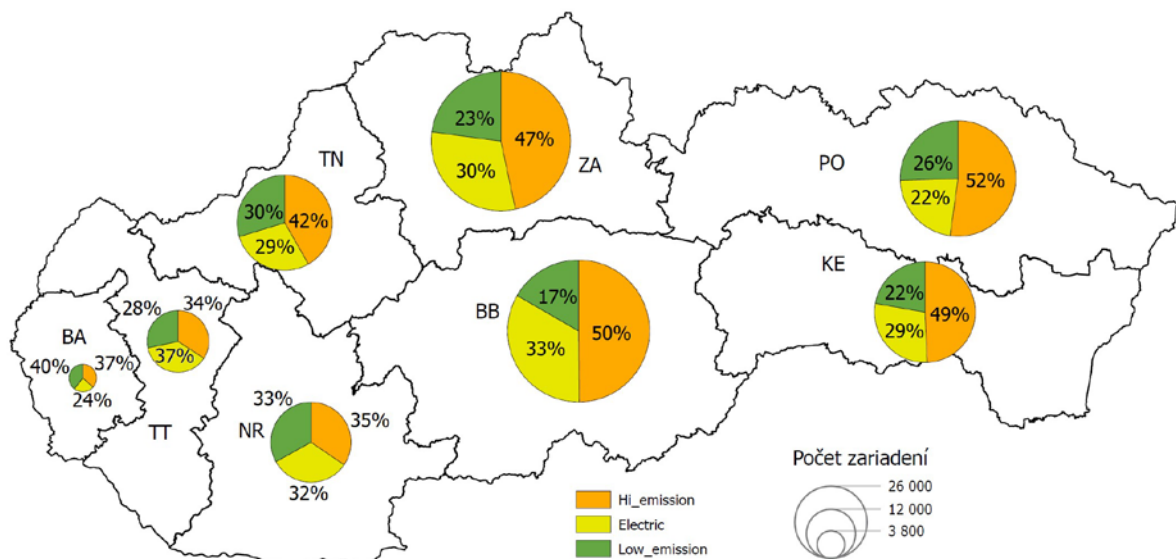 23%
47%
30%
ZA
TN
30%
42%
29%
PO
26%
52%
22%
KE
22%
49%
29%
BB
17%
50%
33%
28%
34%
37%
TT
BA
40%
37%
24%
NR
33%
35%
32%
Hi_emission
Electric
Low_emission
Počet zariadení
26 000
12 000
3 800